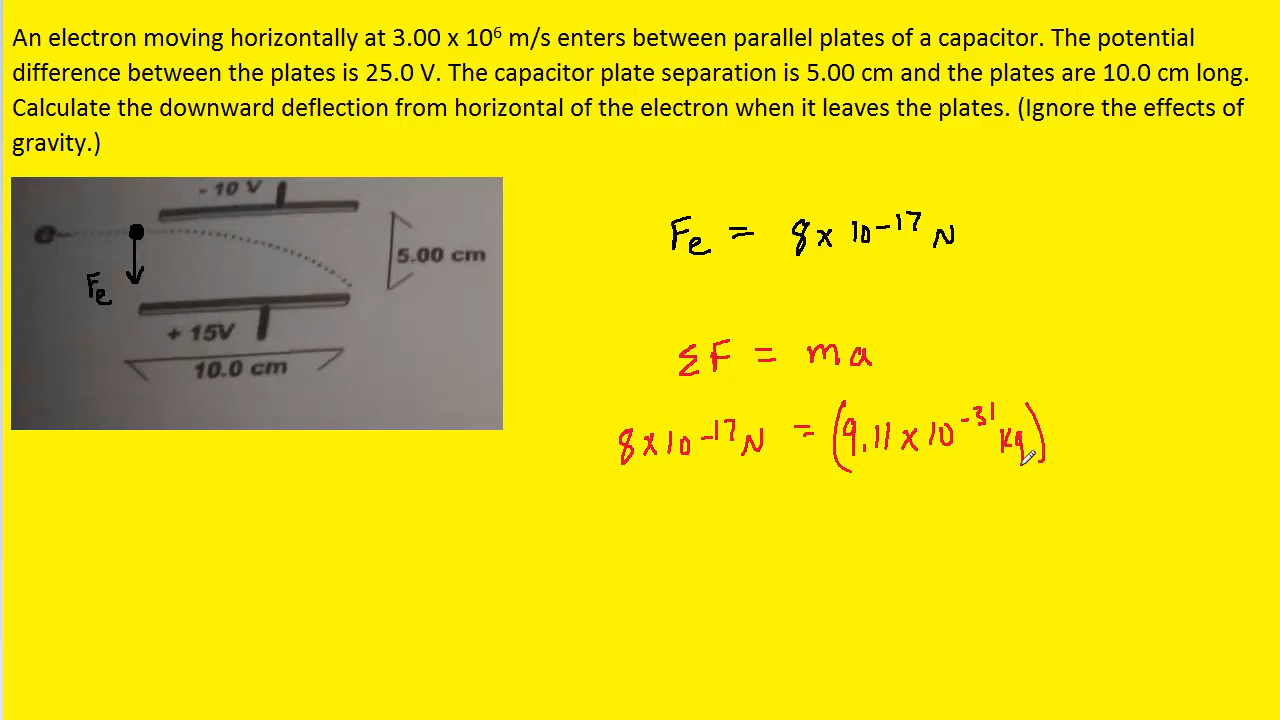 An electron moving horizontally at 3.00 x 10⁶ m/s enters between parallel plates of a capacitor. The potential
difference between the plates is 25.0 V. The capacitor plate separation is 5.00 cm and the plates are 10.0 cm long.
Calculate the downward deflection from horizontal of the electron when it leaves the plates. (Ignore the effects of
gravity.)
- 10 V
e-
5.00 cm
Fe
+ 15V
10.0 cm
Fe = 8 x 10⁻¹⁷ N
ΣF = ma
8 x 10⁻¹⁷ N = (9.11 x 10⁻³¹ kg)